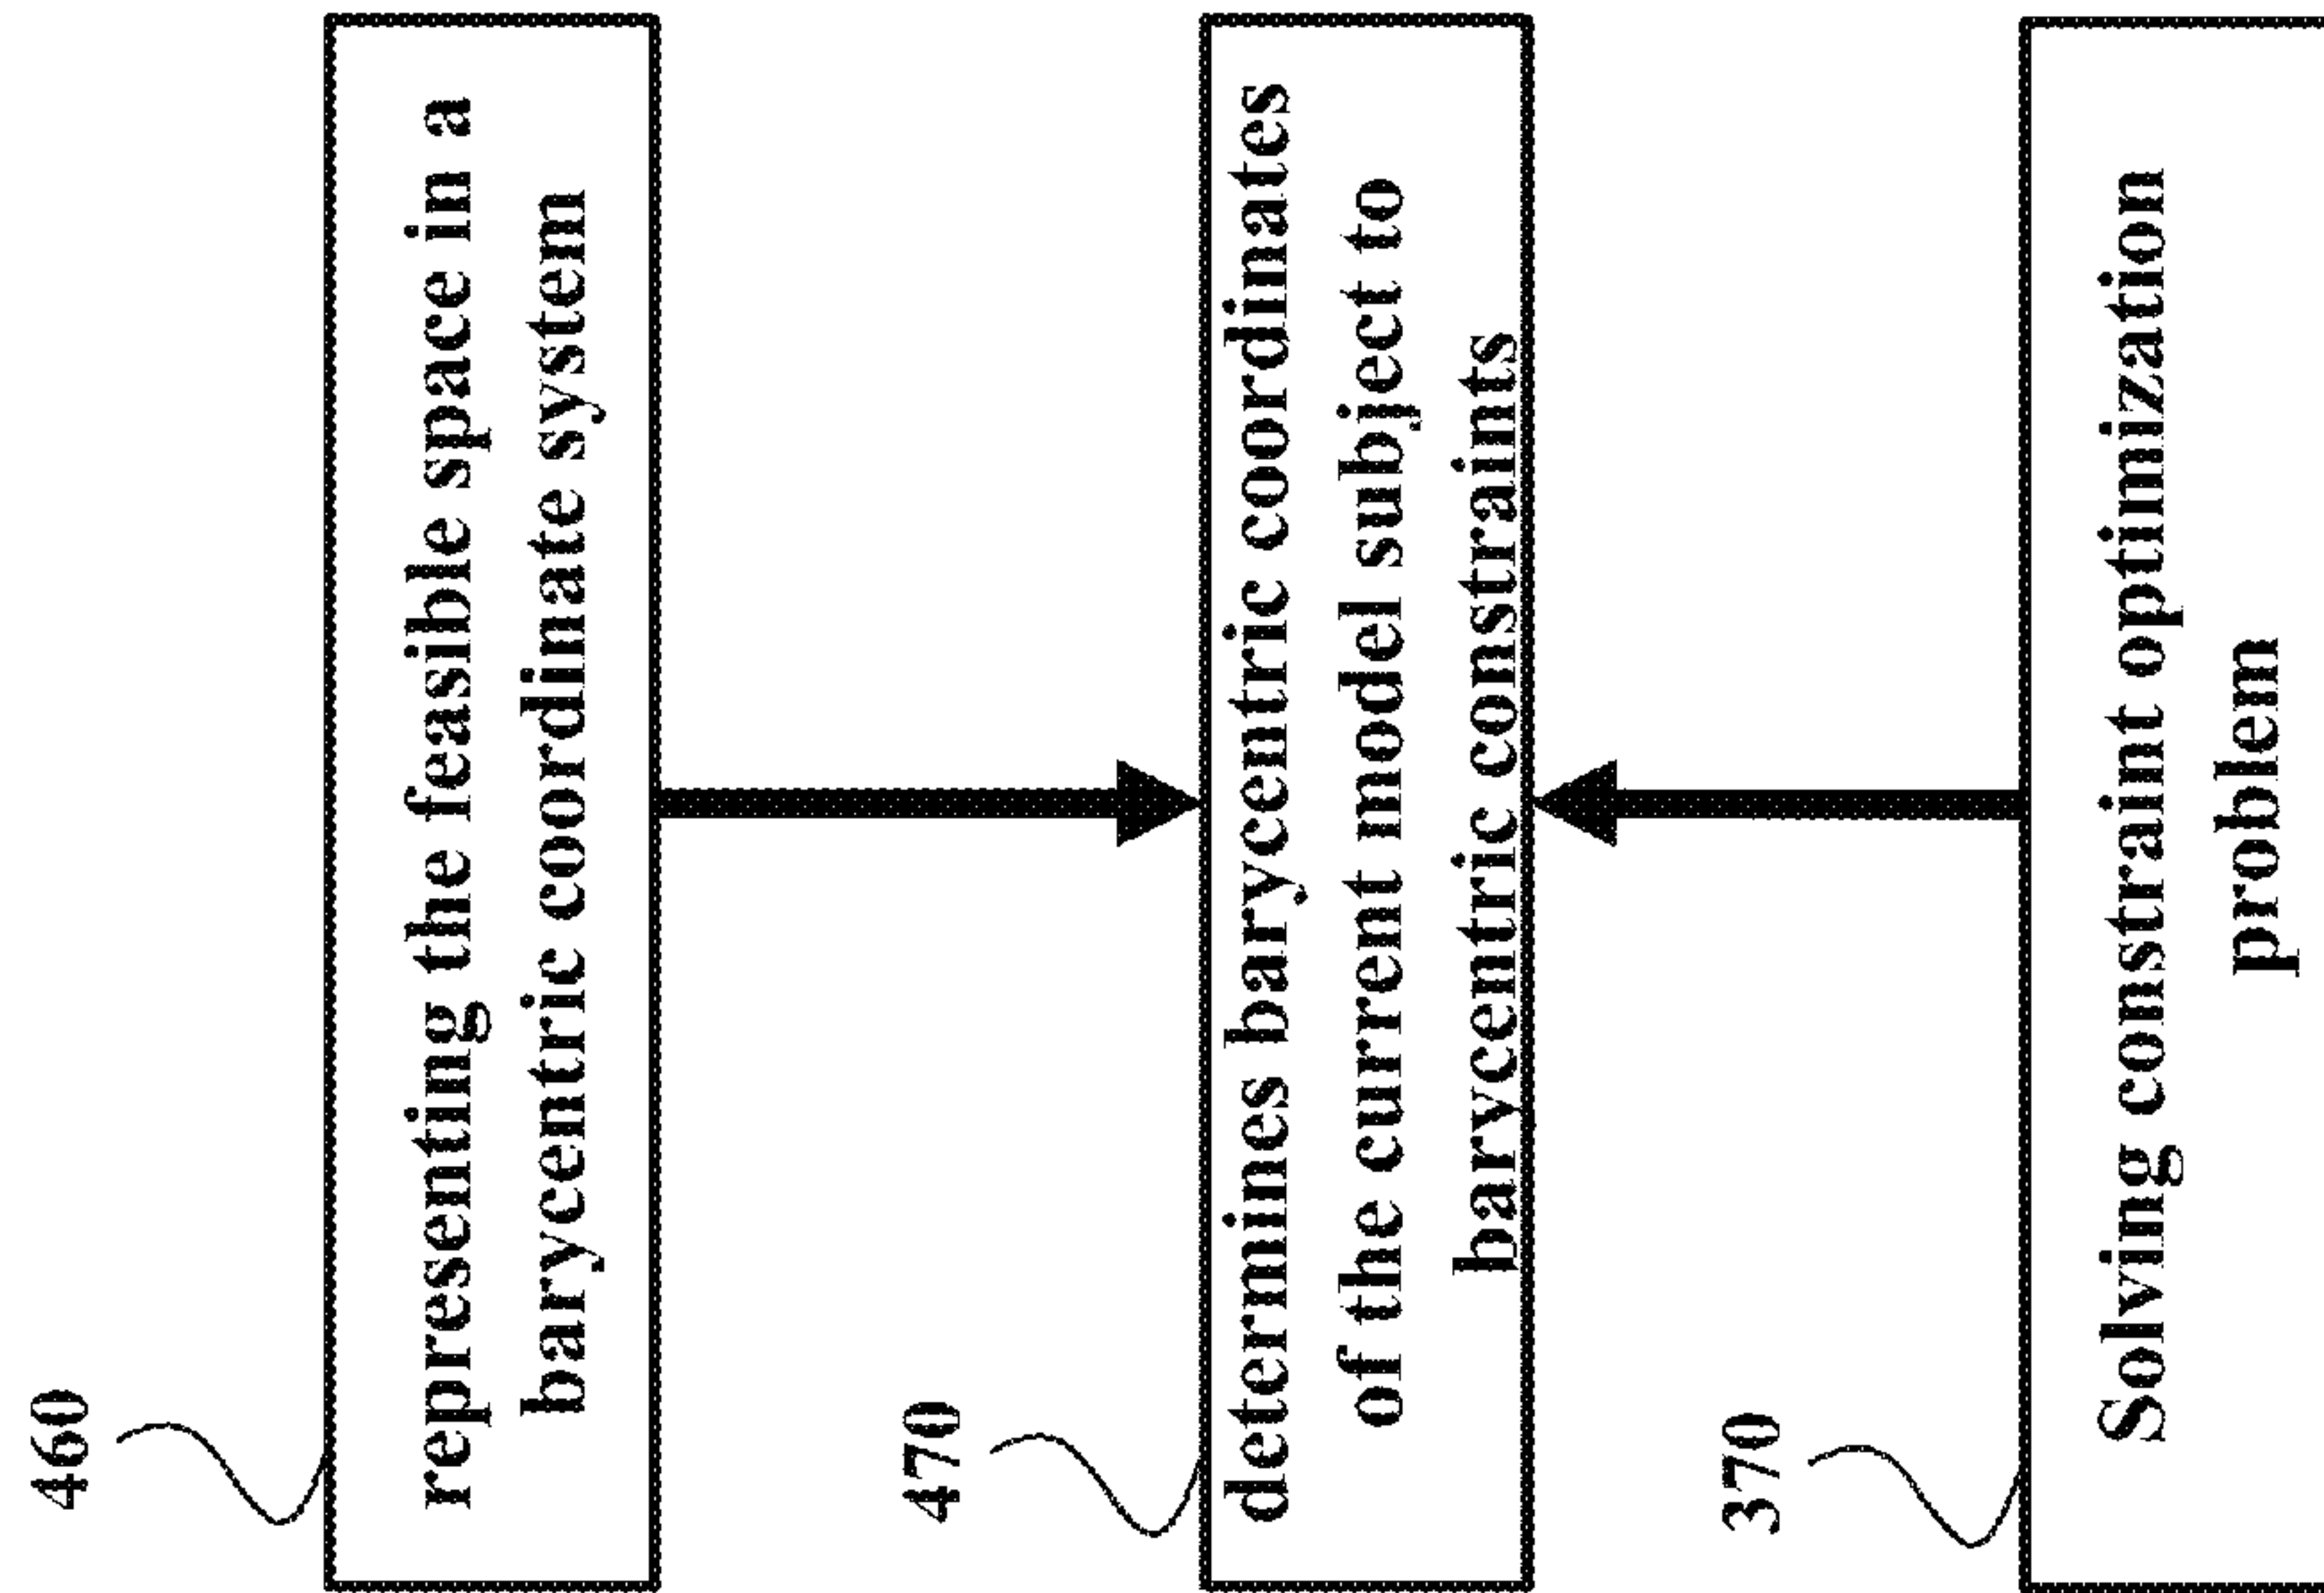 460
representing the feasible space in a
barycentric coordinate system
470
determines barycentric coordinates
of the current model subject to
barycentric constraints
370
Solving constraint optimization
problem